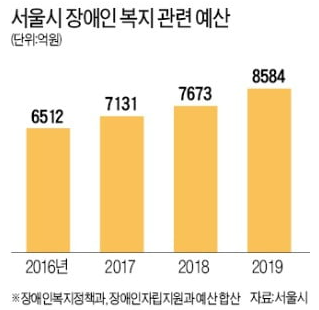 서울시 장애인 복지 관련 예산
(단위:억원)
6512 7131 7673 8584
2016년 2017 2018 2019
※장애인복지정책과, 장애인자립지원과 예산 합산 자료:서울시